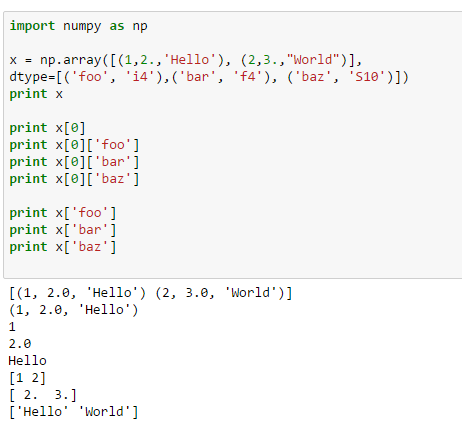 import numpy as np
x = np.array([(1,2.,'Hello'), (2,3.,"World")],
dtype=[('foo', 'i4'),('bar', 'f4'), ('baz', 'S10')])
print x
print x[0]
print x[0]['foo']
print x[0]['bar']
print x[0]['baz']
print x['foo']
print x['bar']
print x['baz']
[(1, 2.0, 'Hello') (2, 3.0, 'World')]
(1, 2.0, 'Hello')
1
2.0
Hello
[1 2]
[ 2.  3.]
['Hello' 'World']